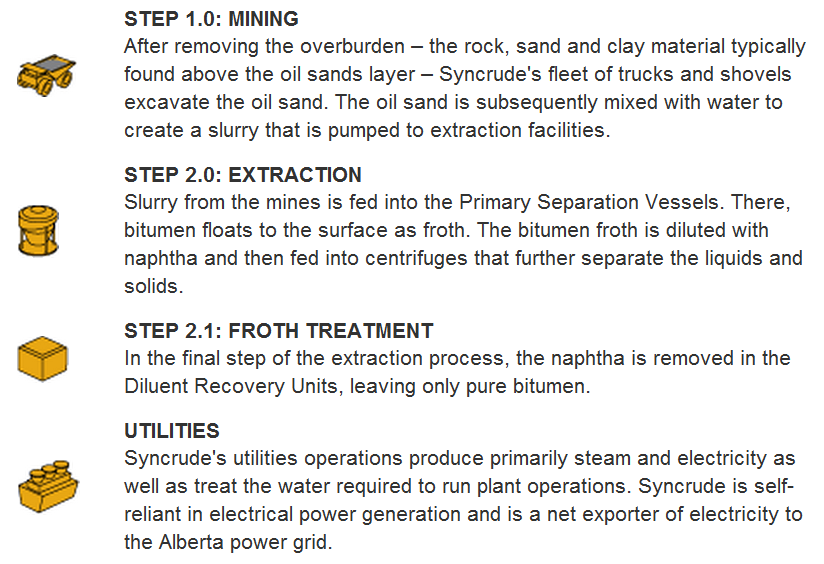 STEP 1.0: MINING
After removing the overburden – the rock, sand and clay material typically
found above the oil sands layer – Syncrude's fleet of trucks and shovels
excavate the oil sand. The oil sand is subsequently mixed with water to
create a slurry that is pumped to extraction facilities.
STEP 2.0: EXTRACTION
Slurry from the mines is fed into the Primary Separation Vessels. There,
bitumen floats to the surface as froth. The bitumen froth is diluted with
naphtha and then fed into centrifuges that further separate the liquids and
solids.
STEP 2.1: FROTH TREATMENT
In the final step of the extraction process, the naphtha is removed in the
Diluent Recovery Units, leaving only pure bitumen.
UTILITIES
Syncrude's utilities operations produce primarily steam and electricity as
well as treat the water required to run plant operations. Syncrude is self-
reliant in electrical power generation and is a net exporter of electricity to
the Alberta power grid.